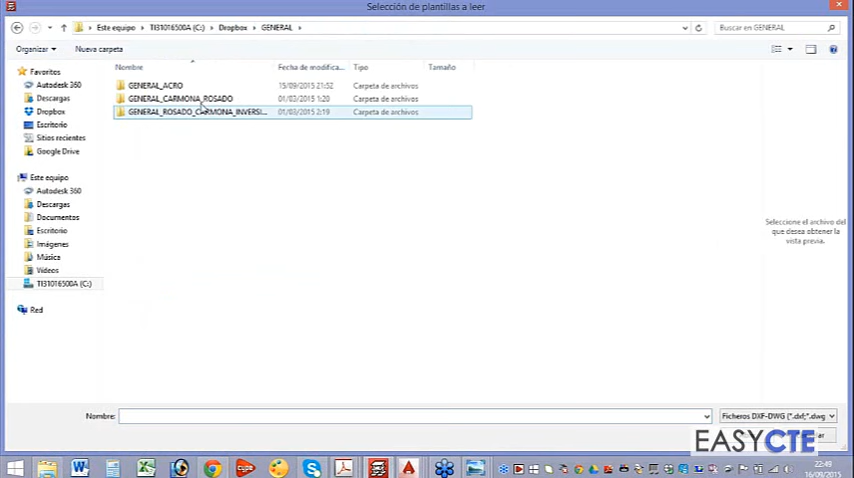 Selección de plantillas a leer
Este equipo
TI31016500A (C:)
Dropbox
GENERAL
Buscar en GENERAL
Organizar
Nueva carpeta
Nombre
Fecha de modifica...
Tipo
Tamaño
GENERAL_ACRO
15/09/2015 21:52
Carpeta de archivos
GENERAL_CARMONA_ROSADO
01/03/2015 1:20
Carpeta de archivos
GENERAL_ROSADO_CARMONA_INVERSI...
01/03/2015 2:19
Carpeta de archivos
Favoritos
Autodesk 360
Descargas
Dropbox
Escritorio
Sitios recientes
Google Drive
Este equipo
Autodesk 360
Descargas
Documentos
Escritorio
Imágenes
Música
Vídeos
TI31016500A (C:)
Red
Seleccione el archivo del
que desea obtener la
vista previa.
Nombre:
Ficheros DXF-DWG (*.dxf;*.dwg
EASYCTE
22:49
16/09/2015